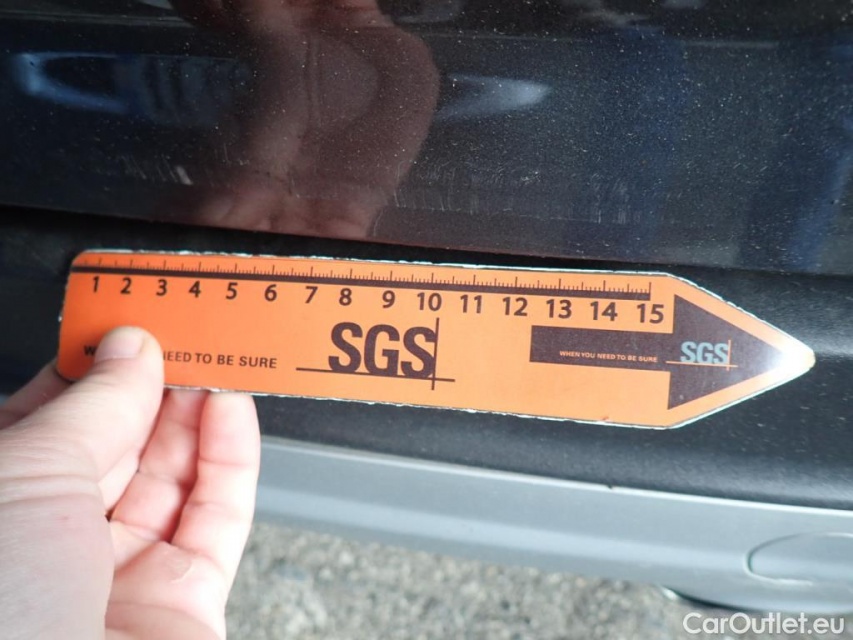 1 2 3 4 5 6 7 8 9 10 11 12 13 14 15
NEED TO BE SURE
SGS
WHEN YOU NEED TO BE SURE
SGS
CarOutlet.eu